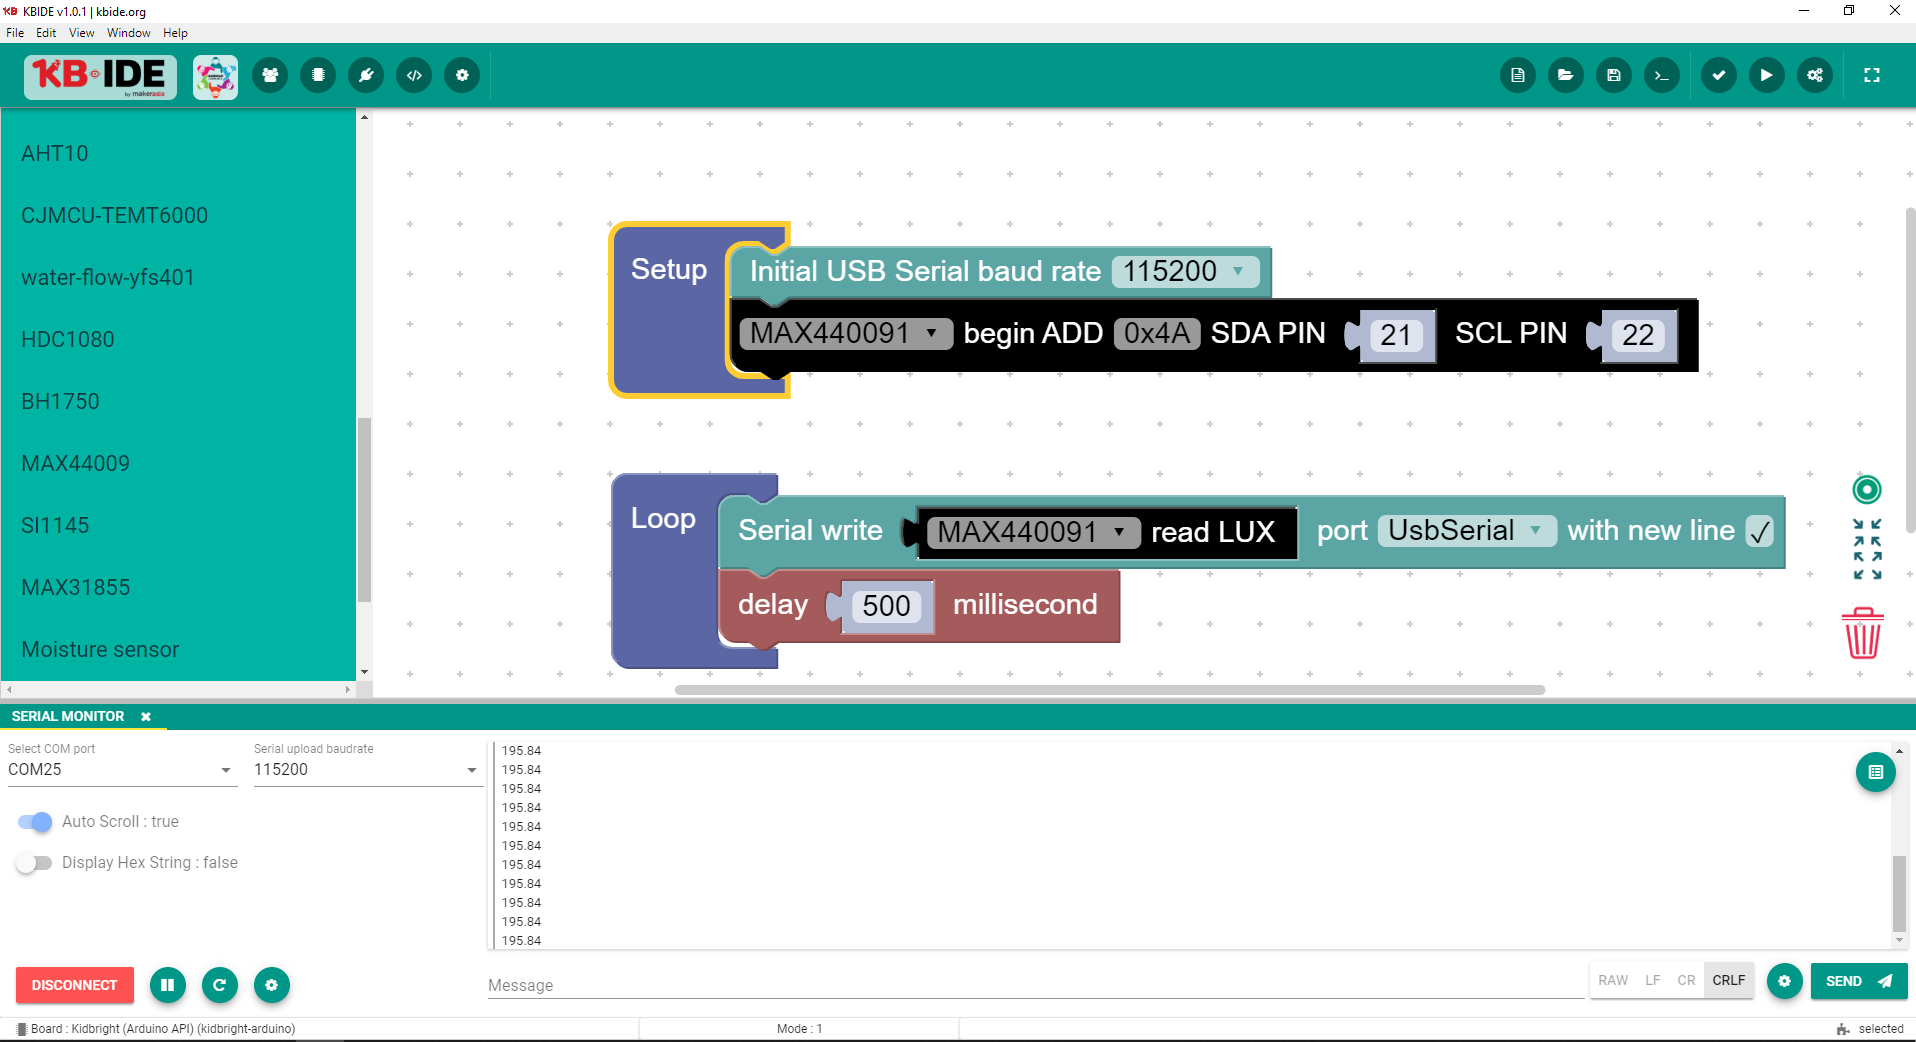 KB KBIDE v1.0.1 | kbide.org
File Edit View Window Help
KB IDE
by makerasia
AHT10
CJMCU-TEMT6000
water-flow-yfs401
HDC1080
BH1750
MAX44009
SI1145
MAX31855
Moisture sensor
Setup
Initial USB Serial baud rate 115200
MAX440091 begin ADD 0x4A SDA PIN 21 SCL PIN 22
Loop
Serial write MAX440091 read LUX port UsbSerial with new line ✓
delay 500 millisecond
SERIAL MONITOR
Select COM port
COM25
Serial upload baudrate
115200
Auto Scroll : true
Display Hex String : false
195.84
195.84
195.84
195.84
195.84
195.84
195.84
195.84
195.84
195.84
195.84
DISCONNECT
Message
RAW LF CR CRLF
SEND
Board : Kidbright (Arduino API) (kidbright-arduino)
Mode : 1
selected